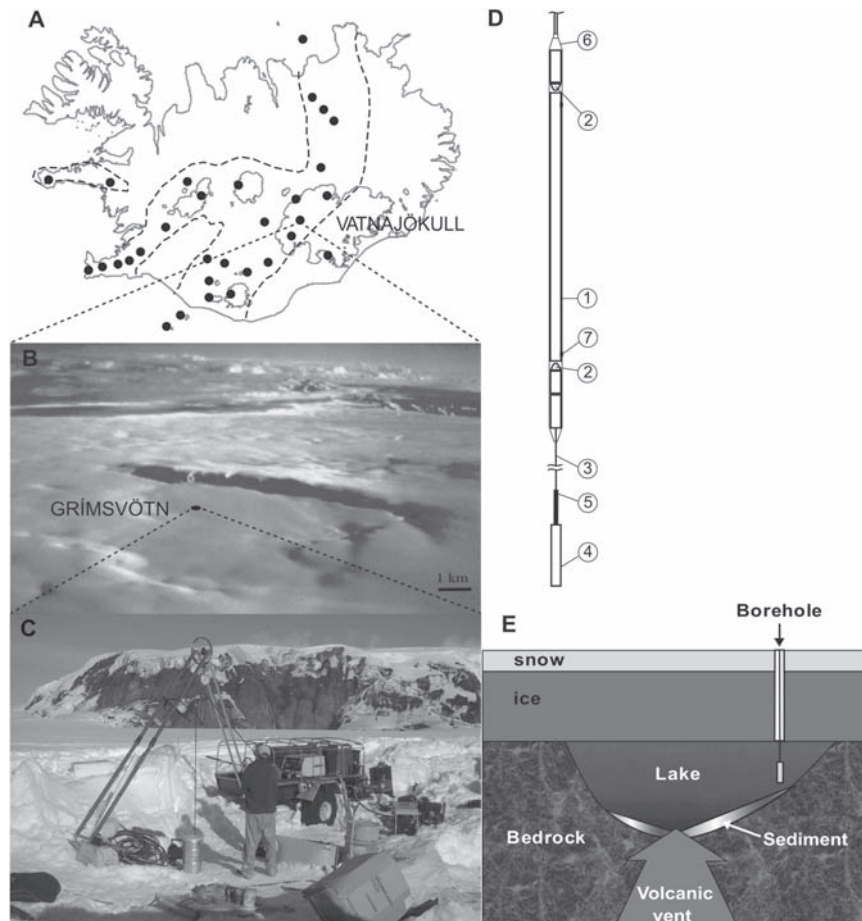 A
VATNAJÖKULL
B
GRÍMSVÖTN
1 km
C
D
6
2
1
7
2
3
5
4
E
Borehole
snow
ice
Lake
Bedrock
Sediment
Volcanic
vent